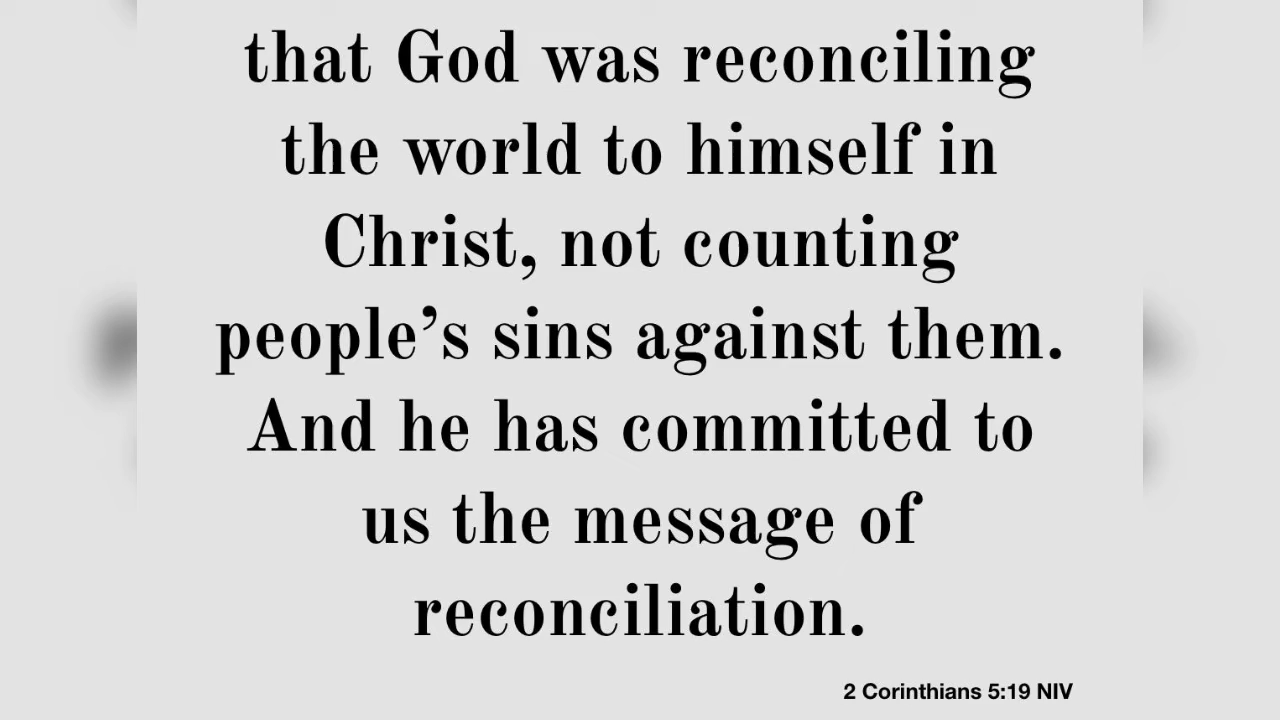 that God was reconciling
the world to himself in
Christ, not counting
people’s sins against them.
And he has committed to
us the message of
reconciliation.
2 Corinthians 5:19 NIV